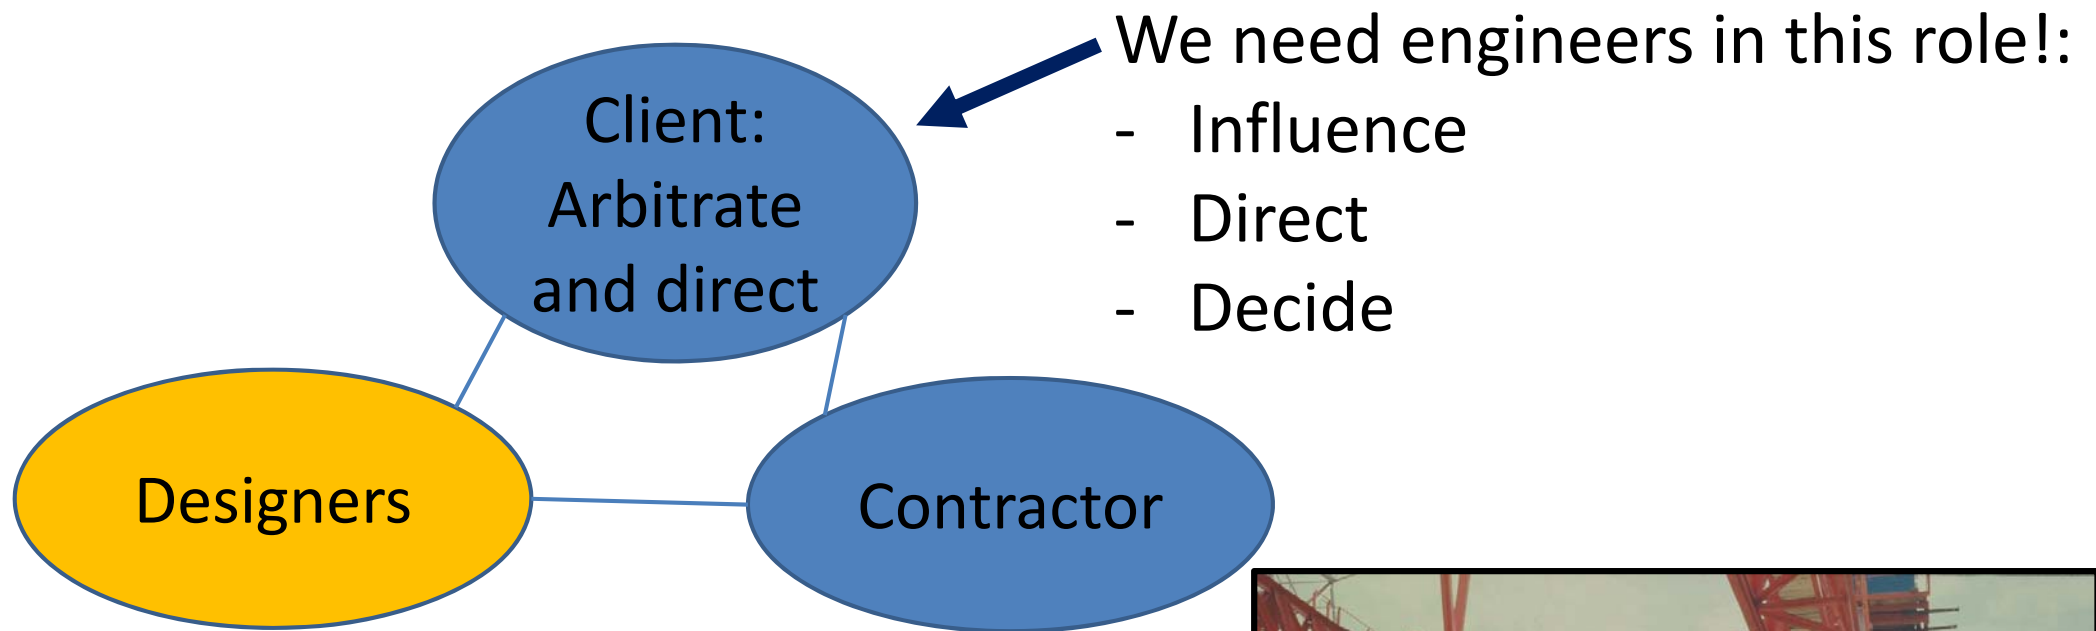 We need engineers in this role!:
- Influence
- Direct
- Decide
Client:
Arbitrate
and direct
Designers
Contractor